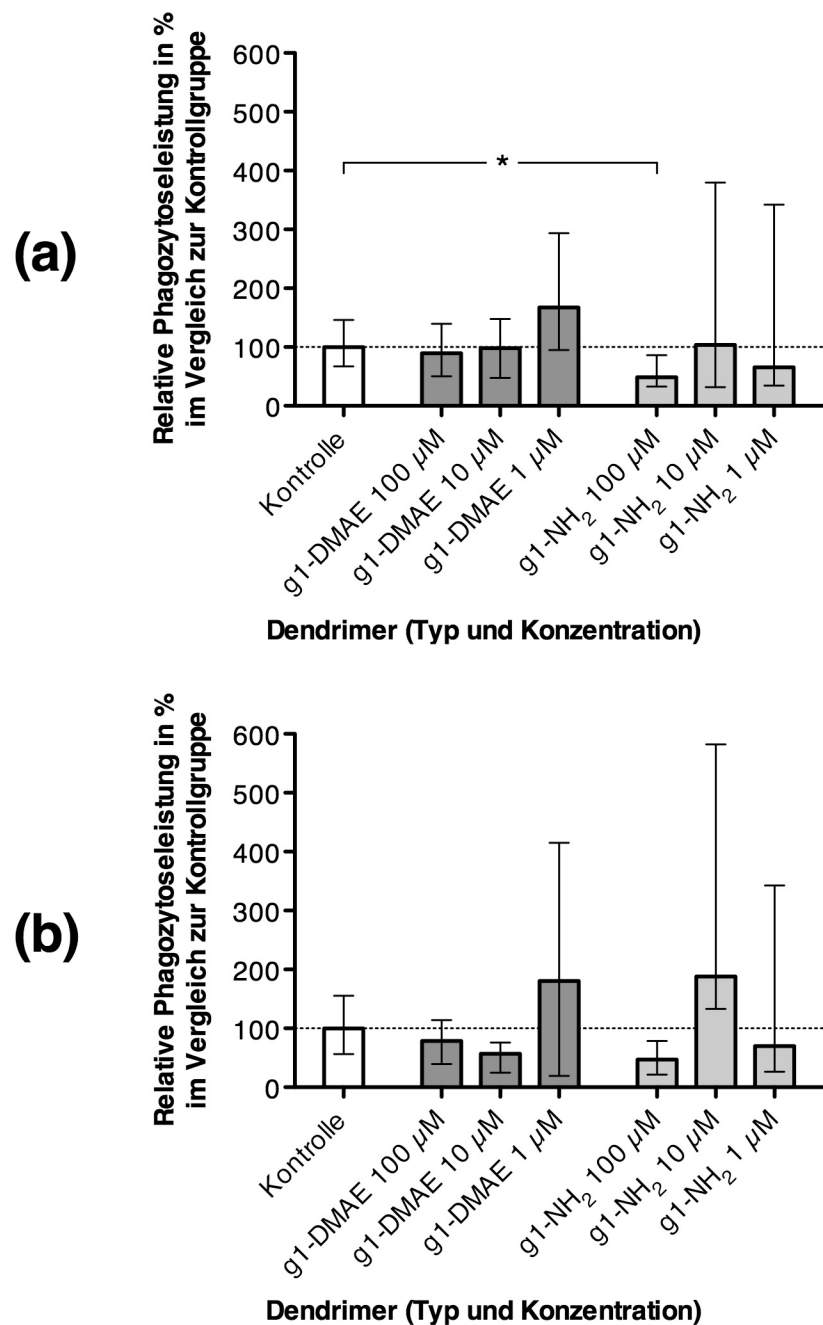 (a)
Relative Phagozytoseleistung in %
im Vergleich zur Kontrollgruppe
600
500
400
300
200
100
0
*
Kontrolle
g1-DMAE 100 µM
g1-DMAE 10 µM
g1-DMAE 1 µM
g1-NH₂ 100 µM
g1-NH₂ 10 µM
g1-NH₂ 1 µM
Dendrimer (Typ und Konzentration)
(b)
Relative Phagozytoseleistung in %
im Vergleich zur Kontrollgruppe
600
500
400
300
200
100
0
Kontrolle
g1-DMAE 100 µM
g1-DMAE 10 µM
g1-DMAE 1 µM
g1-NH₂ 100 µM
g1-NH₂ 10 µM
g1-NH₂ 1 µM
Dendrimer (Typ und Konzentration)